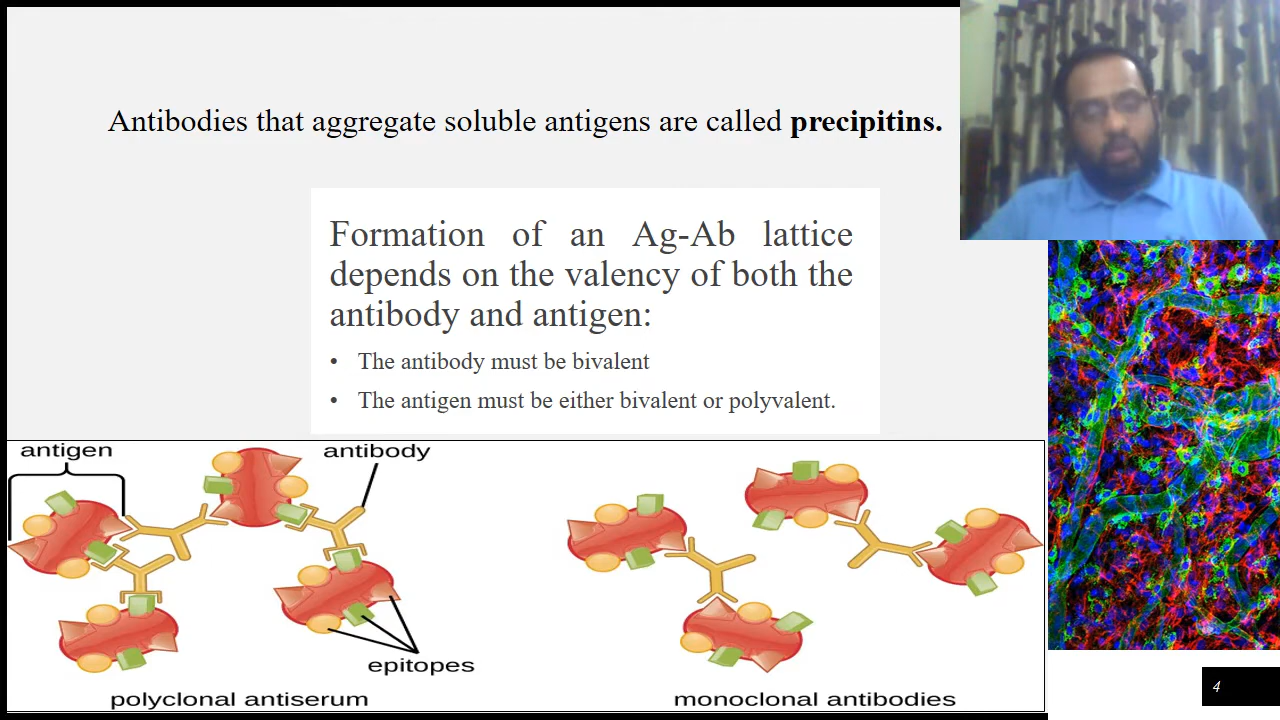 Antibodies that aggregate soluble antigens are called precipitins.
Formation of an Ag-Ab lattice
depends on the valency of both the
antibody and antigen:
• The antibody must be bivalent
• The antigen must be either bivalent or polyvalent.
antigen
antibody
epitopes
polyclonal antiserum
monoclonal antibodies
4